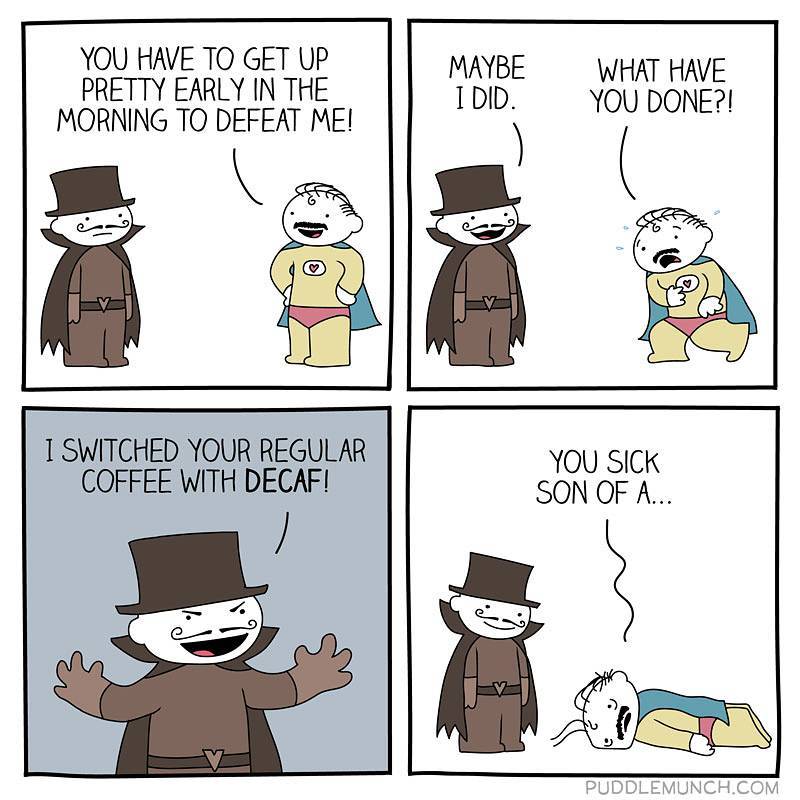 YOU HAVE TO GET UP
PRETTY EARLY IN THE
MORNING TO DEFEAT ME!
MAYBE
I DID.
WHAT HAVE
YOU DONE?!
I SWITCHED YOUR REGULAR
COFFEE WITH DECAF!
YOU SICK
SON OF A...
PUDDLEMUNCH.COM